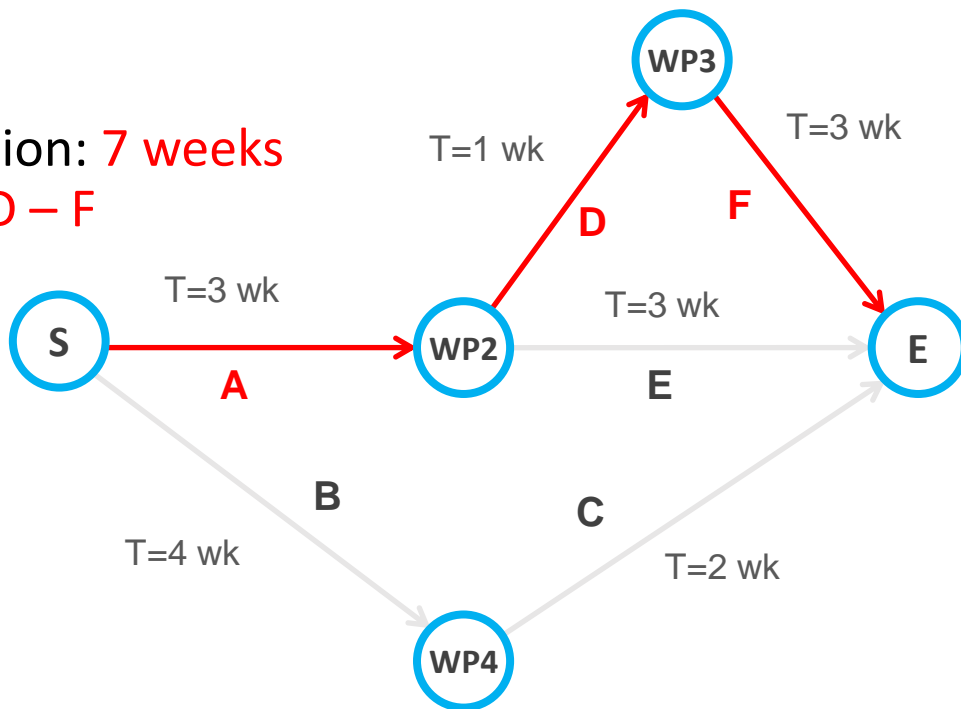 WP3
T=3 wk
T=1 wk
ion: 7 weeks
– F
D
F
T=3 wk
T=3 wk
S
WP2
E
A
E
B
C
T=4 wk
T=2 wk
WP4